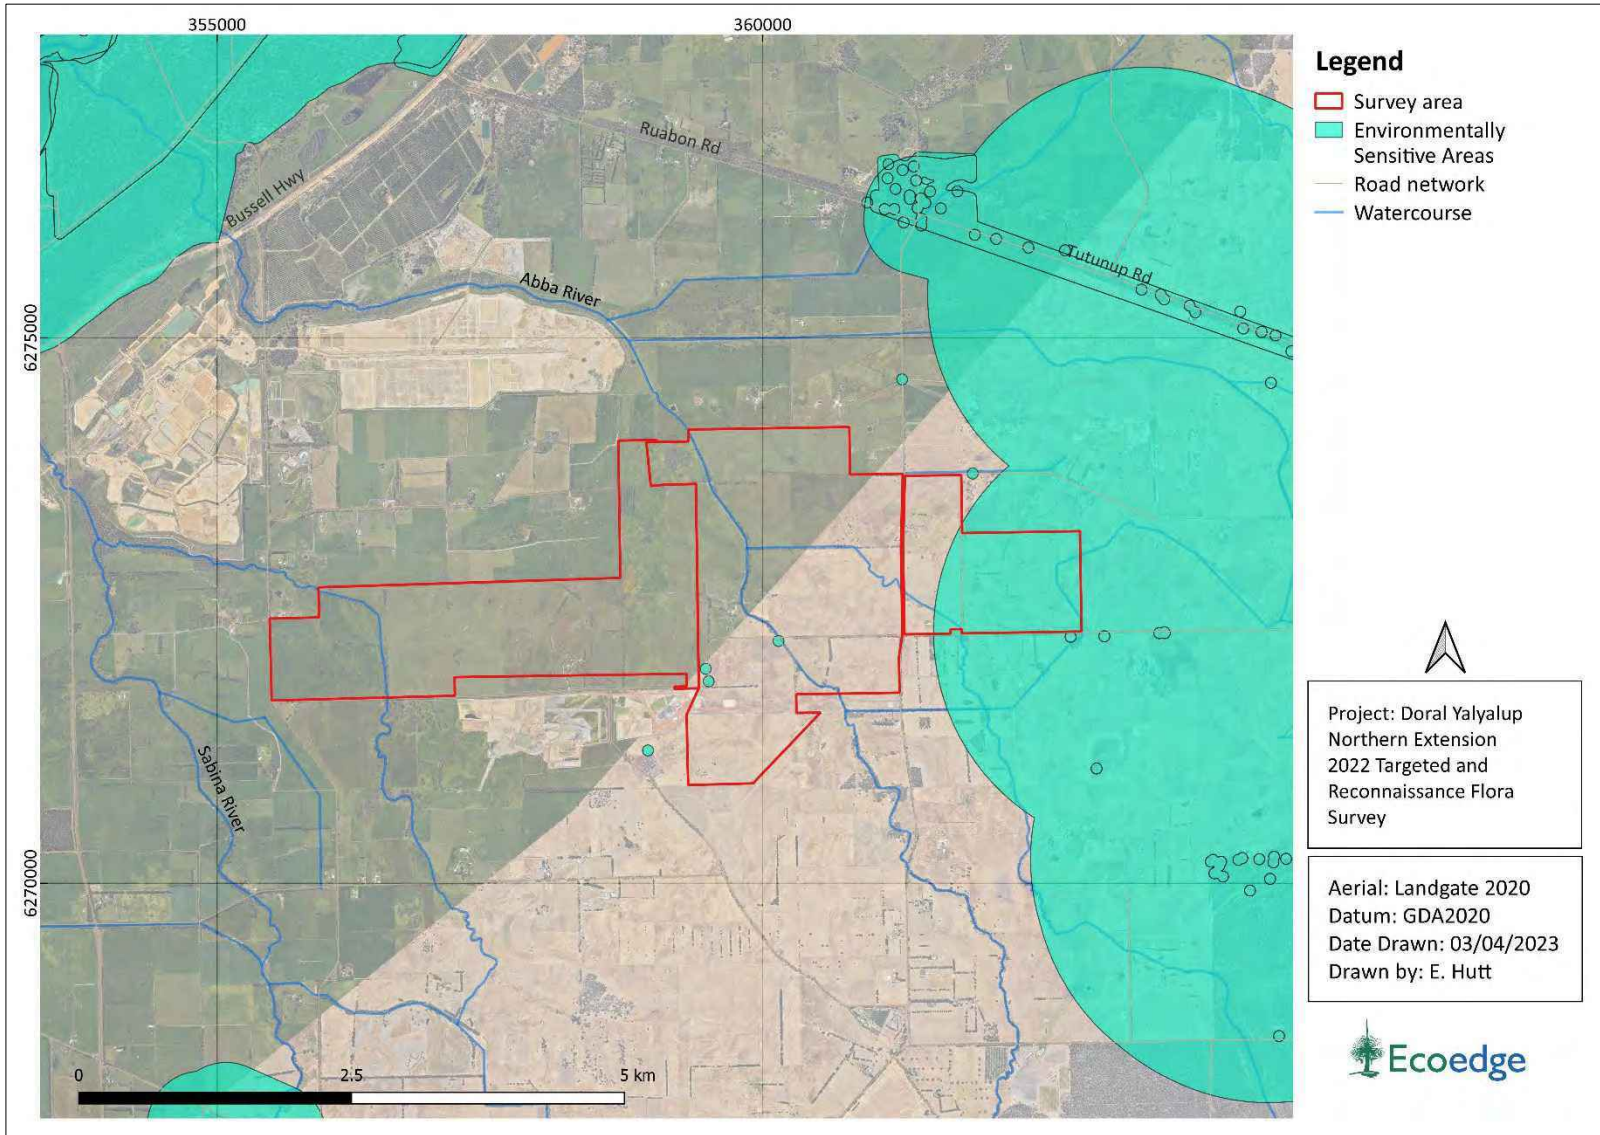 355000
360000
6275000
6270000
Bussell Hwy
Ruabon Rd
Tutunup Rd
Abba River
Sabina River
0
2.5
5 km
Legend
Survey area
Environmentally
Sensitive Areas
Road network
Watercourse
Project: Doral Yalyalup
Northern Extension
2022 Targeted and
Reconnaissance Flora
Survey
Aerial: Landgate 2020
Datum: GDA2020
Date Drawn: 03/04/2023
Drawn by: E. Hutt
Ecoedge